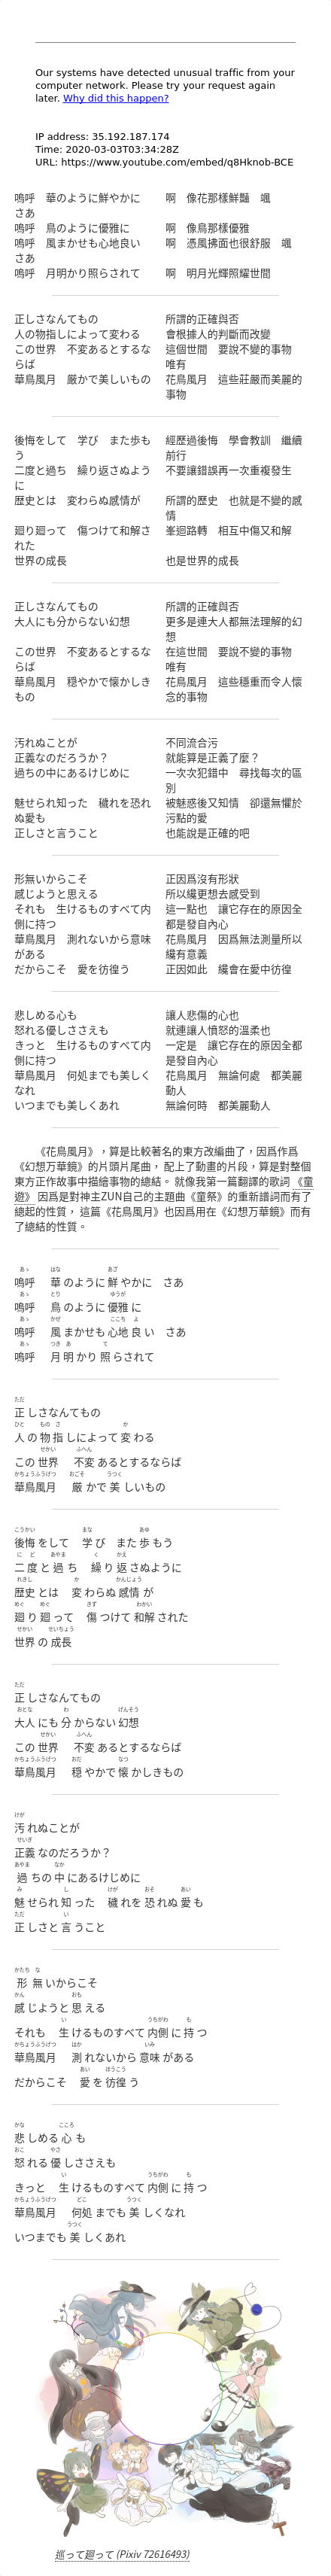 Our systems have detected unusual traffic from your
computer network. Please try your request again
later. Why did this happen?
IP address: 35.192.187.174
Time: 2020-03-03T03:34:28Z
URL: https://www.youtube.com/embed/q8Hknob-BCE
嗚呼　華のように鮮やかに
さあ
啊　像花那樣鮮豔　颯
嗚呼　鳥のように優雅に
啊　像鳥那樣優雅
嗚呼　風まかせも心地良い
さあ
啊　憑風拂面也很舒服　颯
嗚呼　月明かり照らされて
啊　明月光輝照耀世間
正しさなんてもの
所謂的正確與否
人の物指しによって変わる
會根據人的判斷而改變
この世界　不変あるとするな
らば
這個世間　要說不變的事物
唯有
華鳥風月　厳かで美しいもの
花鳥風月　這些莊嚴而美麗的
事物
後悔をして　学び　また歩も
う
經歷過後悔　學會教訓　繼續
前行
二度と過ち　繰り返さぬよう
に
不要讓錯誤再一次重複發生
歴史とは　変わらぬ感情が
所謂的歷史　也就是不變的感
情
廻り廻って　傷つけて和解さ
れた
峯迴路轉　相互中傷又和解
世界の成長
也是世界的成長
正しさなんてもの
所謂的正確與否
大人にも分からない幻想
更多是連大人都無法理解的幻
想
この世界　不変あるとするな
らば
在這世間　要說不變的事物
唯有
華鳥風月　穏やかで懐かしき
もの
花鳥風月　這些穩重而令人懷
念的事物
汚れぬことが
不同流合污
正義なのだろうか？
就能算是正義了麼？
過ちの中にあるけじめに
一次次犯錯中　尋找每次的區
別
魅せられ知った　穢れを恐れ
ぬ愛も
被魅惑後又知情　卻還無懼於
污點的愛
正しさと言うこと
也能說是正確的吧
形無いからこそ
正因爲沒有形狀
感じようと思える
所以纔更想去感受到
それも　生けるものすべて内
側に持つ
這一點也　讓它存在的原因全
都是發自內心
華鳥風月　測れないから意味
がある
花鳥風月　因爲無法測量所以
纔有意義
だからこそ　愛を彷徨う
正因如此　纔會在愛中彷徨
悲しめる心も
讓人悲傷的心也
怒れる優しささえも
就連讓人憤怒的溫柔也
きっと　生けるものすべて内
側に持つ
一定是　讓它存在的原因全都
是發自內心
華鳥風月　何処までも美しく
なれ
花鳥風月　無論何處　都美麗
動人
いつまでも美しくあれ
無論何時　都美麗動人
《花鳥風月》，算是比較著名的東方改編曲了，因爲作爲
《幻想万華鏡》的片頭片尾曲， 配上了動畫的片段，算是對整個
東方正作故事中描繪事物的總結。 就像我第一篇翻譯的歌詞 《童
遊》 因爲是對神主ZUN自己的主題曲《童祭》的重新譜詞而有了
總起的性質， 這篇《花鳥風月》也因爲用在《幻想万華鏡》而有
了總結的性質。
嗚呼　華のように鮮やかに　さあ
嗚呼　鳥のように優雅に
嗚呼　風まかせも心地良い　さあ
嗚呼　月明かり照らされて
正しさなんてもの
人の物指しによって変わる
この世界　不変あるとするならば
華鳥風月　厳かで美しいもの
後悔をして　学び　また歩もう
二度と過ち　繰り返さぬように
歴史とは　変わらぬ感情が
廻り廻って　傷つけて和解された
世界の成長
正しさなんてもの
大人にも分からない幻想
この世界　不変あるとするならば
華鳥風月　穏やかで懐かしきもの
汚れぬことが
正義なのだろうか？
過ちの中にあるけじめに
魅せられ知った　穢れを恐れぬ愛も
正しさと言うこと
形無いからこそ
感じようと思える
それも　生けるものすべて内側に持つ
華鳥風月　測れないから意味がある
だからこそ　愛を彷徨う
悲しめる心も
怒れる優しささえも
きっと　生けるものすべて内側に持つ
華鳥風月　何処までも美しくなれ
いつまでも美しくあれ
巡って廻って (Pixiv 72616493)